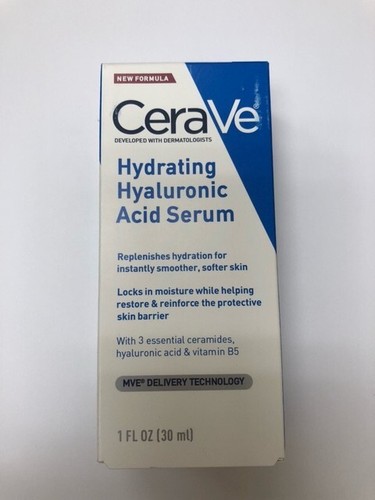 NEW FORMULA
CeraVe
DEVELOPED WITH DERMATOLOGISTS
Hydrating
Hyaluronic
Acid Serum
Replenishes hydration for
instantly smoother, softer skin
Locks in moisture while helping
restore & reinforce the protective
skin barrier
With 3 essential ceramides,
hyaluronic acid & vitamin B5
MVE® DELIVERY TECHNOLOGY
1 FL OZ (30 ml)